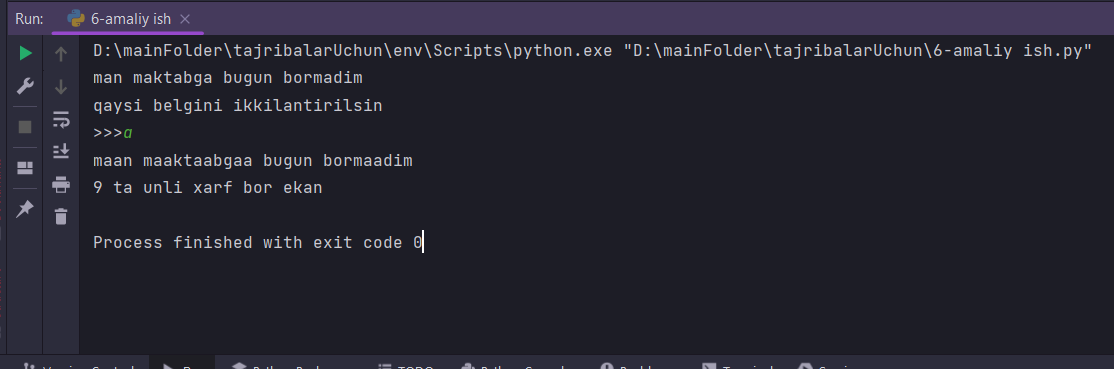 Run: 6-amaliy ish
D:\mainFolder\tajribalarUchun\env\Scripts\python.exe "D:\mainFolder\tajribalarUchun\6-amaliy ish.py"
man maktabga bugun bormadim
qaysi belgini ikkilantirilsin
>>>a
maan maaktaabgaa bugun bormaadim
9 ta unli xarf bor ekan
Process finished with exit code 0